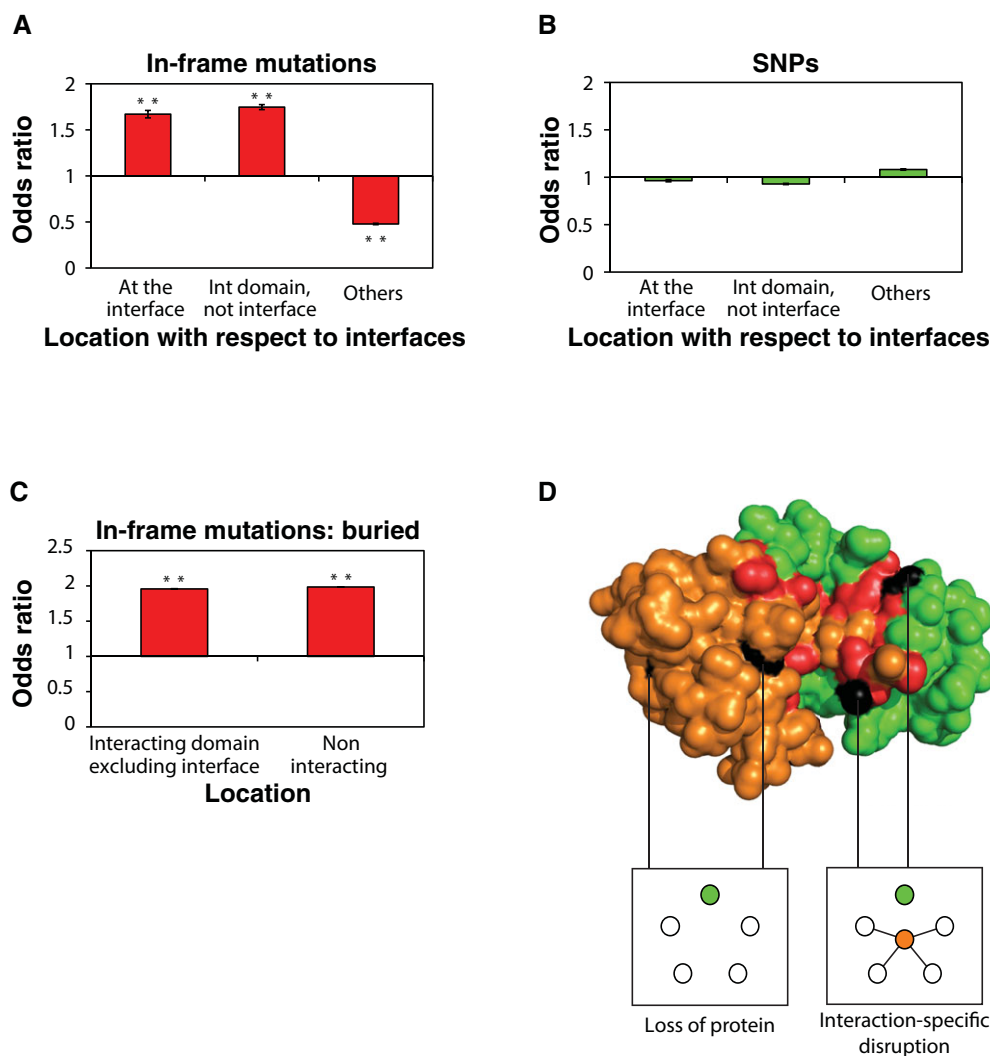 A
In-frame mutations
2
1.5
1
0.5
0
Odds ratio
* *
* *
* *
At the
interface
Int domain,
not interface
Others
Location with respect to interfaces
B
SNPs
2
1.5
1
0.5
0
Odds ratio
At the
interface
Int domain,
not interface
Others
Location with respect to interfaces
C
In-frame mutations: buried
2.5
2
1.5
1
0.5
0
Odds ratio
* *
* *
Interacting domain
excluding interface
Non
interacting
Location
D
Loss of protein
Interaction-specific
disruption